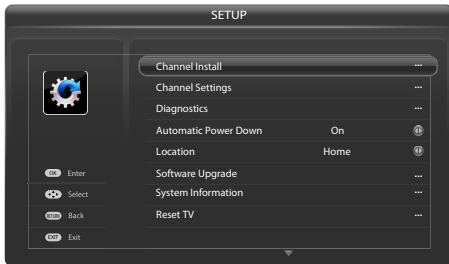 SETUP
Channel Install ...
Channel Settings ...
Diagnostics ...
Automatic Power Down On
Location Home
Software Upgrade ...
System Information ...
Reset TV ...
OK Enter
Select
RETURN Back
EXIT Exit